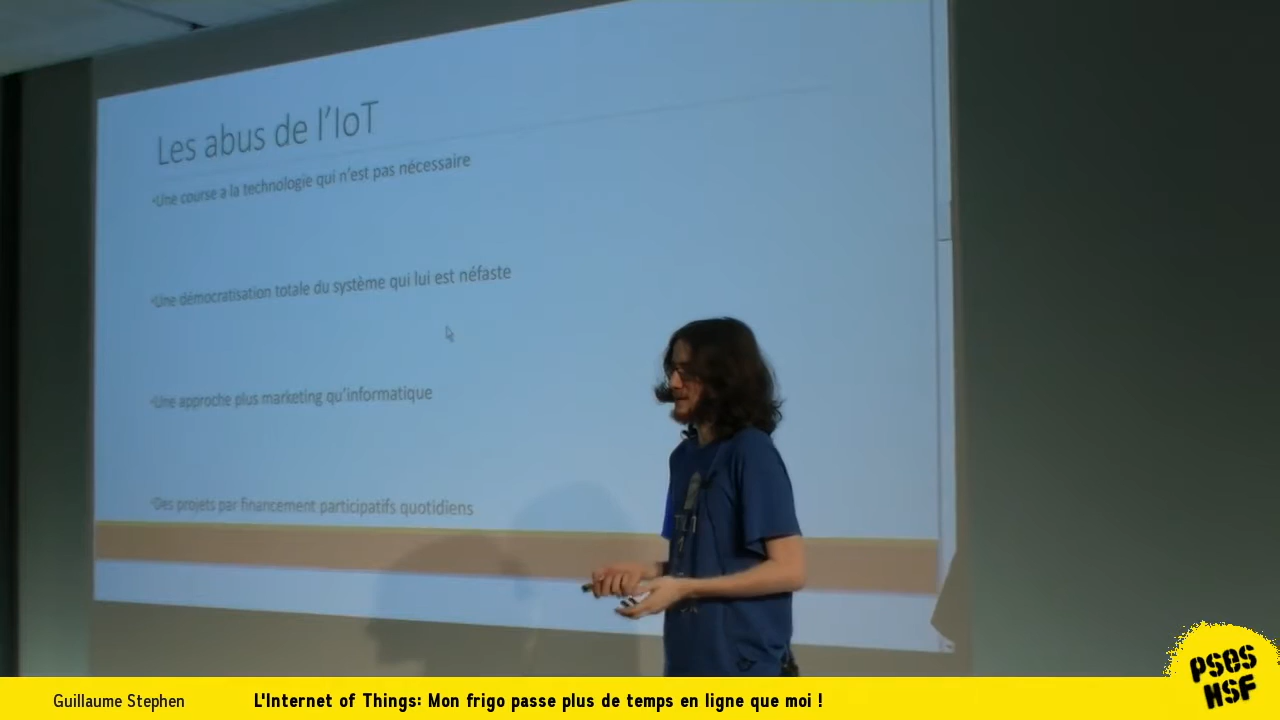 Les abus de l'IoT
•Une course a la technologie qui n'est pas nécessaire
•Une démocratisation totale du système qui lui est néfaste
•Une approche plus marketing qu'informatique
•Des projets par financement participatifs quotidiens
PSES
HSF
Guillaume Stephen
L'Internet of Things: Mon frigo passe plus de temps en ligne que moi !